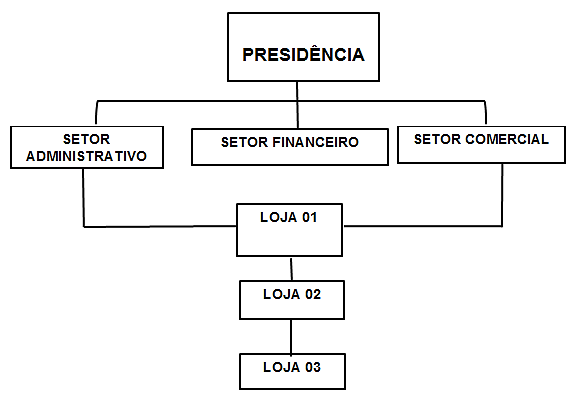 PRESIDÊNCIA
SETOR
ADMINISTRATIVO
SETOR FINANCEIRO
SETOR COMERCIAL
LOJA 01
LOJA 02
LOJA 03